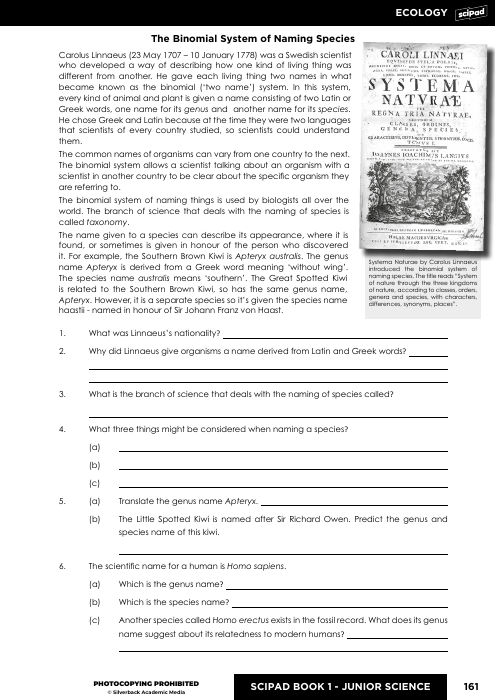 ECOLOGY scipad
The Binomial System of Naming Species
Carolus Linnaeus (23 May 1707 – 10 January 1778) was a Swedish scientist
who developed a way of describing how one kind of living thing was
different from another. He gave each living thing two names in what
became known as the binomial ('two name') system. In this system,
every kind of animal and plant is given a name consisting of two Latin or
Greek words, one name for its genus and another name for its species.
He chose Greek and Latin because at the time they were two languages
that scientists of every country studied, so scientists could understand
them.
The common names of organisms can vary from one country to the next.
The binomial system allows a scientist talking about an organism with a
scientist in another country to be clear about the specific organism they
are referring to.
The binomial system of naming things is used by biologists all over the
world. The branch of science that deals with the naming of species is
called taxonomy.
The name given to a species can describe its appearance, where it is
found, or sometimes is given in honour of the person who discovered
it. For example, the Southern Brown Kiwi is Apteryx australis. The genus
name Apteryx is derived from a Greek word meaning 'without wing'.
The species name australis means 'southern'. The Great Spotted Kiwi
is related to the Southern Brown Kiwi, so has the same genus name,
Apteryx. However, it is a separate species so it's given the species name
haastii - named in honour of Sir Johann Franz von Haast.
CAROLI LINNÆI
SYSTEMA
NATVRAE
REGNA TRIA NATVRAE,
CLASSES, ORDINES,
GENERA, SPECIES,
IOANNES IOACHIMVS LANGIVS
Systema Naturae by Carolus Linnaeus
introduced the binomial system of
naming species. The title reads "System
of nature through the three kingdoms
of nature, according to classes, orders,
genera and species, with characters,
differences, synonyms, places".
1. What was Linnaeus's nationality?
2. Why did Linnaeus give organisms a name derived from Latin and Greek words?
3. What is the branch of science that deals with the naming of species called?
4. What three things might be considered when naming a species?
(a)
(b)
(c)
5. (a) Translate the genus name Apteryx.
(b) The Little Spotted Kiwi is named after Sir Richard Owen. Predict the genus and
species name of this kiwi.
6. The scientific name for a human is Homo sapiens.
(a) Which is the genus name?
(b) Which is the species name?
(c) Another species called Homo erectus exists in the fossil record. What does its genus
name suggest about its relatedness to modern humans?
PHOTOCOPYING PROHIBITED
© Silverback Academic Media
SCIPAD BOOK 1 - JUNIOR SCIENCE
161